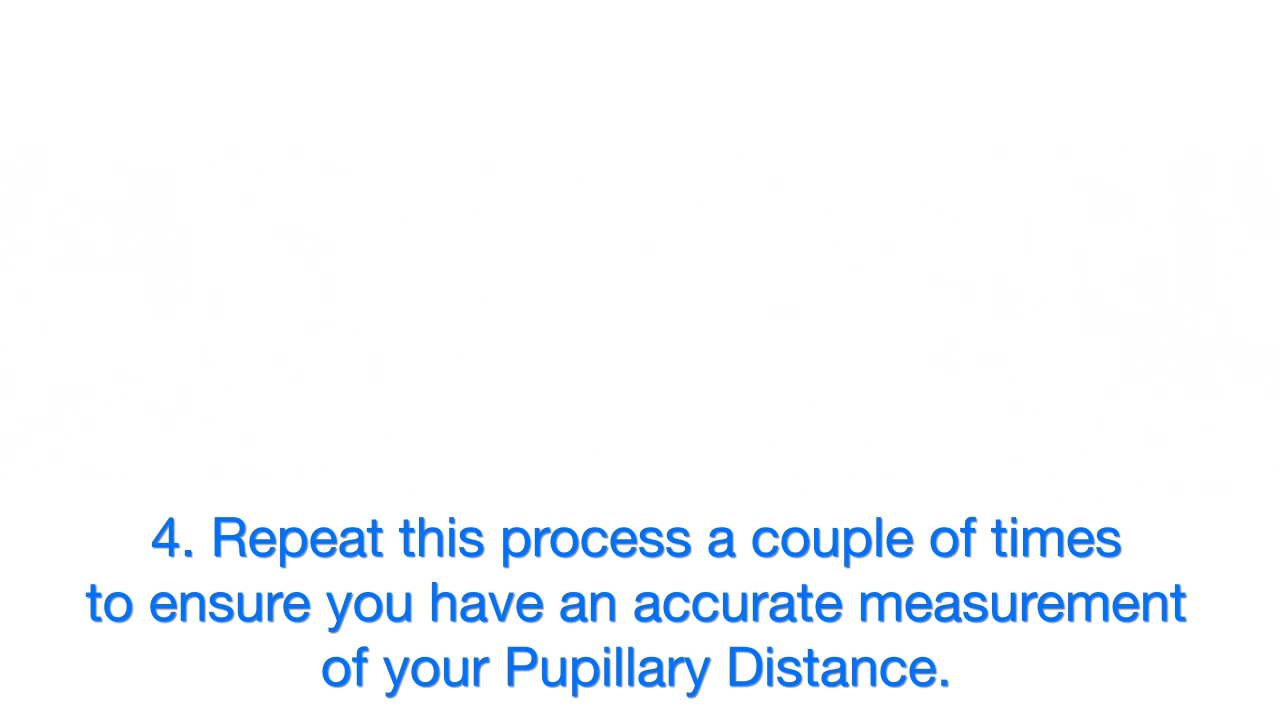 4. Repeat this process a couple of times
to ensure you have an accurate measurement
of your Pupillary Distance.